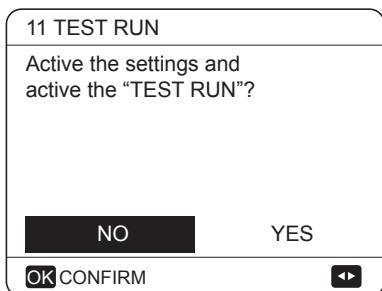 11 TEST RUN
Active the settings and
active the “TEST RUN”?
NO YES
OK CONFIRM